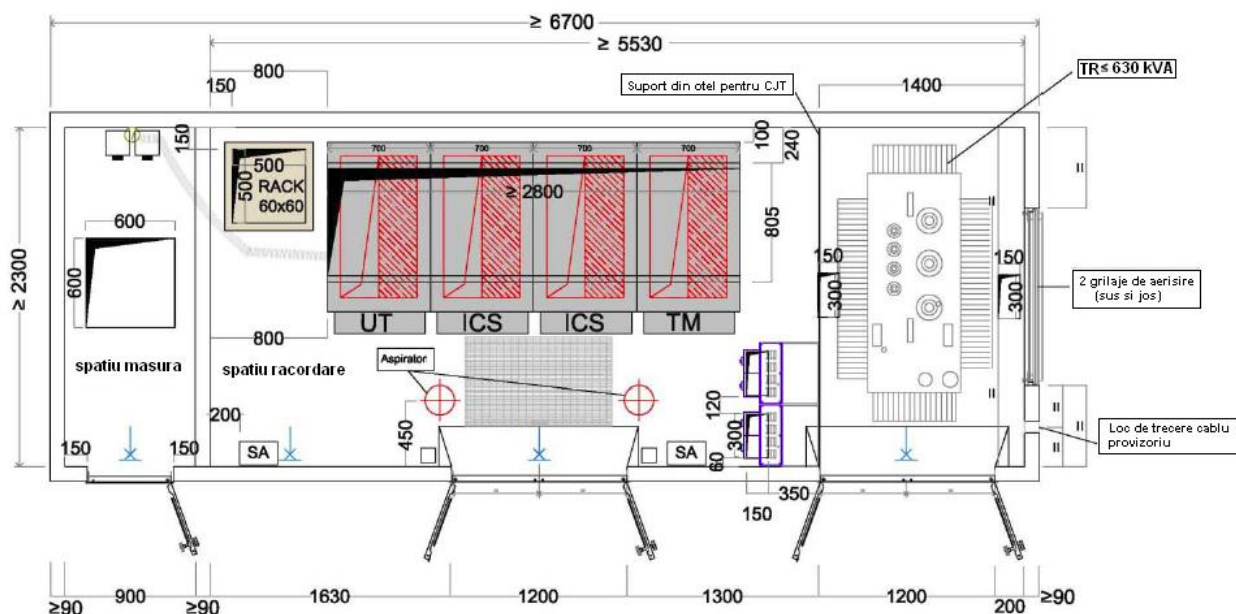 ≥ 6700
≥ 5530
800
150
Suport din otel pentru CJT
1400
TR ≤ 630 kVA
150
100
240
700 700 700 700
500
500
RACK
60x60
≥ 2800
805
600
600
≥ 2300
150
300
150
300
2 grilaje de aerisire
(sus si jos)
UT ICS ICS TM
800
spatiu masura
spatiu racordare
Aspirator
200
450
120
300
60
150 150
SA SA
350
150
Loc de trecere cablu
provizoriu
≥90 900 ≥90 1630 1200 1300 1200 200 ≥90